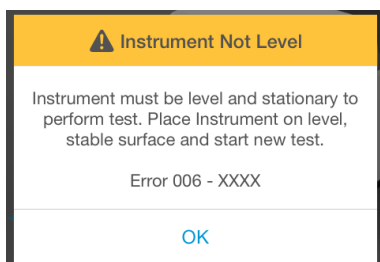 Instrument Not Level
Instrument must be level and stationary to
perform test. Place Instrument on level,
stable surface and start new test.
Error 006 - XXXX
OK